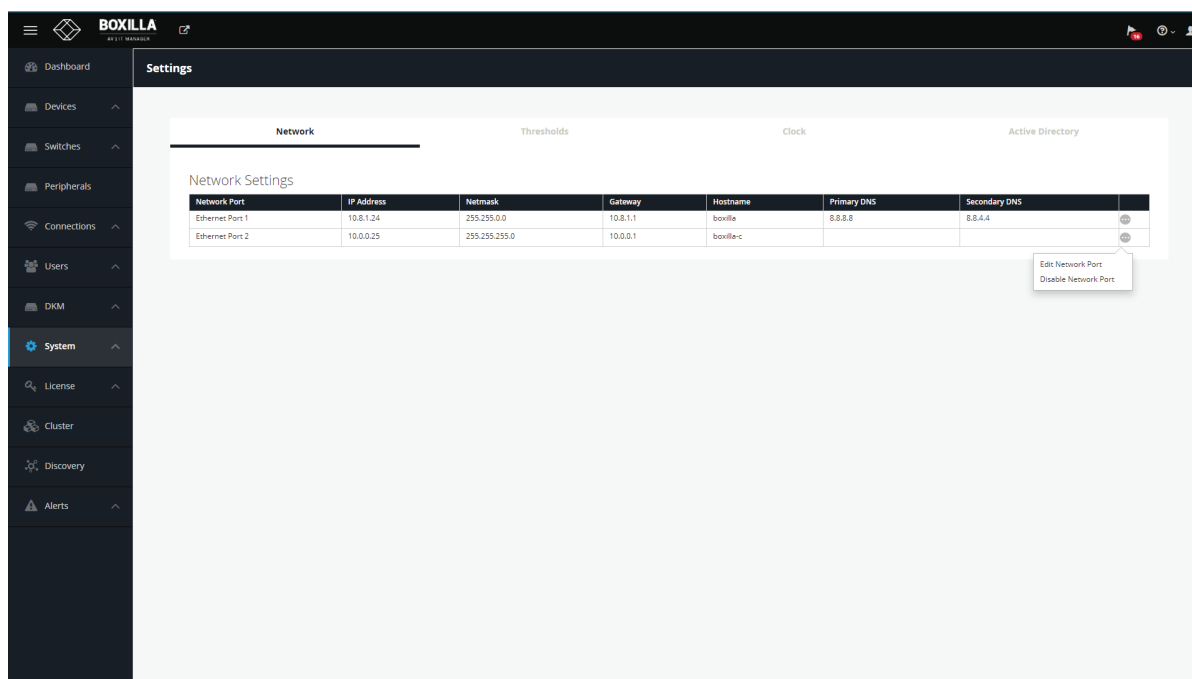 BOXILLA
AV & IT MANAGER
16
Dashboard
Settings
Devices
Network Thresholds Clock Active Directory
Switches
Network Settings
Peripherals
Network Port IP Address Netmask Gateway Hostname Primary DNS Secondary DNS
Ethernet Port 1 10.8.1.24 255.255.0.0 10.8.1.1 boxilla 8.8.8.8 8.8.4.4
Connections
Ethernet Port 2 10.0.0.25 255.255.255.0 10.0.0.1 boxilla-c
Users
Edit Network Port
Disable Network Port
DKM
System
License
Cluster
Discovery
Alerts